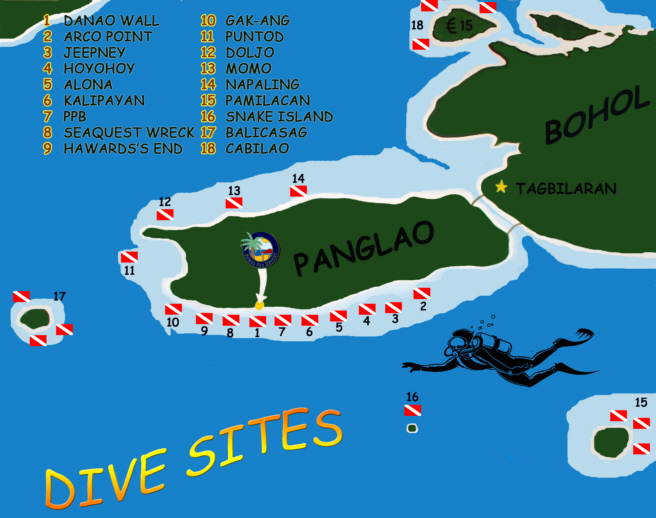 1 DANAO WALL
2 ARCO POINT
3 JEEPNEY
4 HOYOHOY
5 ALONA
6 KALIPAYAN
7 PPB
8 SEAQUEST WRECK
9 HAWARDS'S END
10 GAK-ANG
11 PUNTOD
12 DOLJO
13 MOMO
14 NAPALING
15 PAMILACAN
16 SNAKE ISLAND
17 BALICASAG
18 CABILAO
18
€ 15
BOHOL
TAGBILARAN
14
13
12
PANGLAO
11
17
10 9 8 1 7 6 5 4 3 2
16
15
DIVE SITES